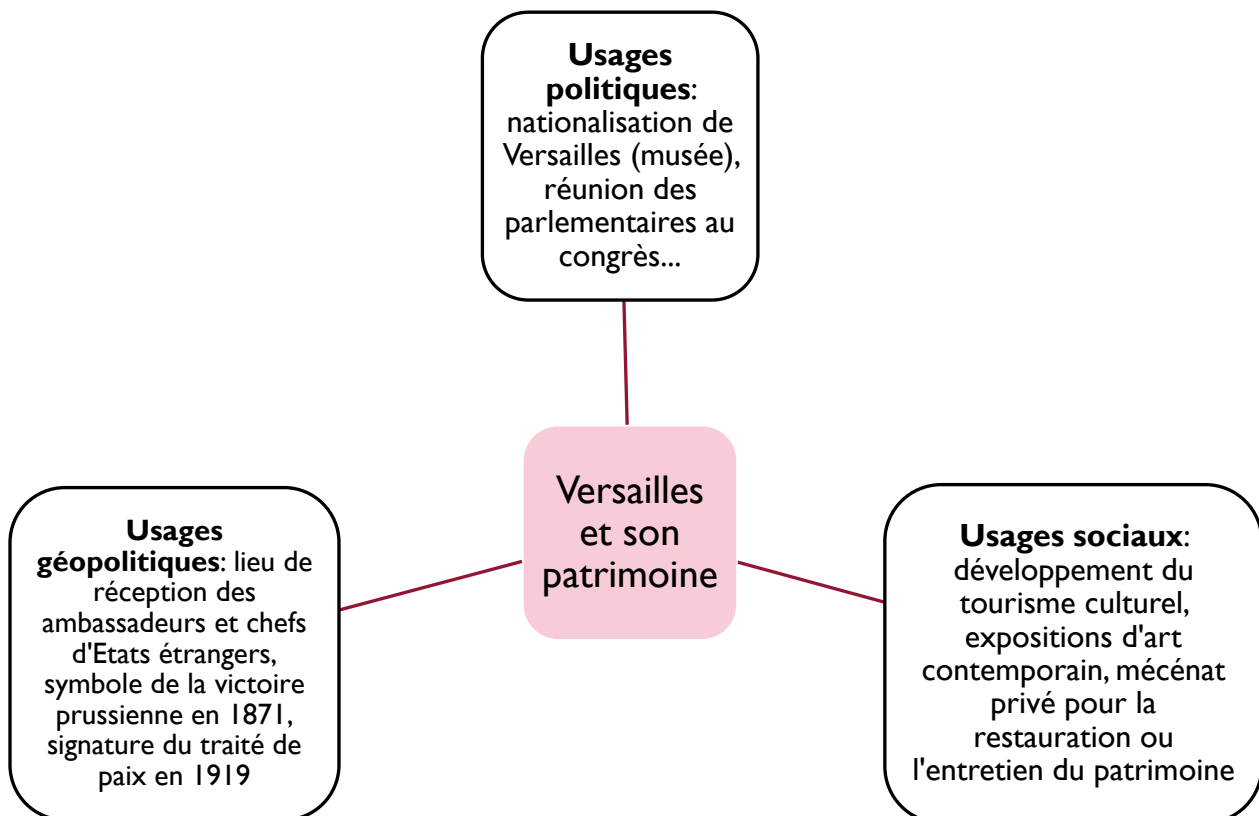 Usages
politiques:
nationalisation de
Versailles (musée),
réunion des
parlementaires au
congrès...
Versailles
et son
patrimoine
Usages
géopolitiques: lieu de
réception des
ambassadeurs et chefs
d'Etats étrangers,
symbole de la victoire
prussienne en 1871,
signature du traité de
paix en 1919
Usages sociaux:
développement du
tourisme culturel,
expositions d'art
contemporain, mécénat
privé pour la
restauration ou
l'entretien du patrimoine